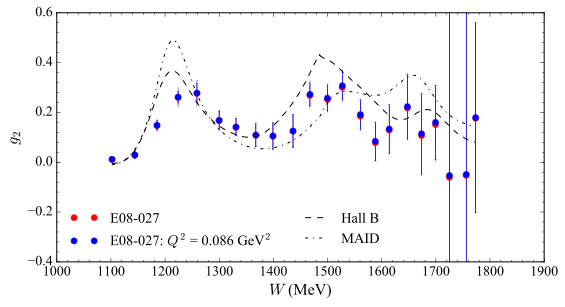 0.6
0.4
0.2
0.0
−0.2
−0.4
g₂
E08-027
E08-027: Q² = 0.086 GeV²
Hall B
MAID
1000 1100 1200 1300 1400 1500 1600 1700 1800 1900
W (MeV)